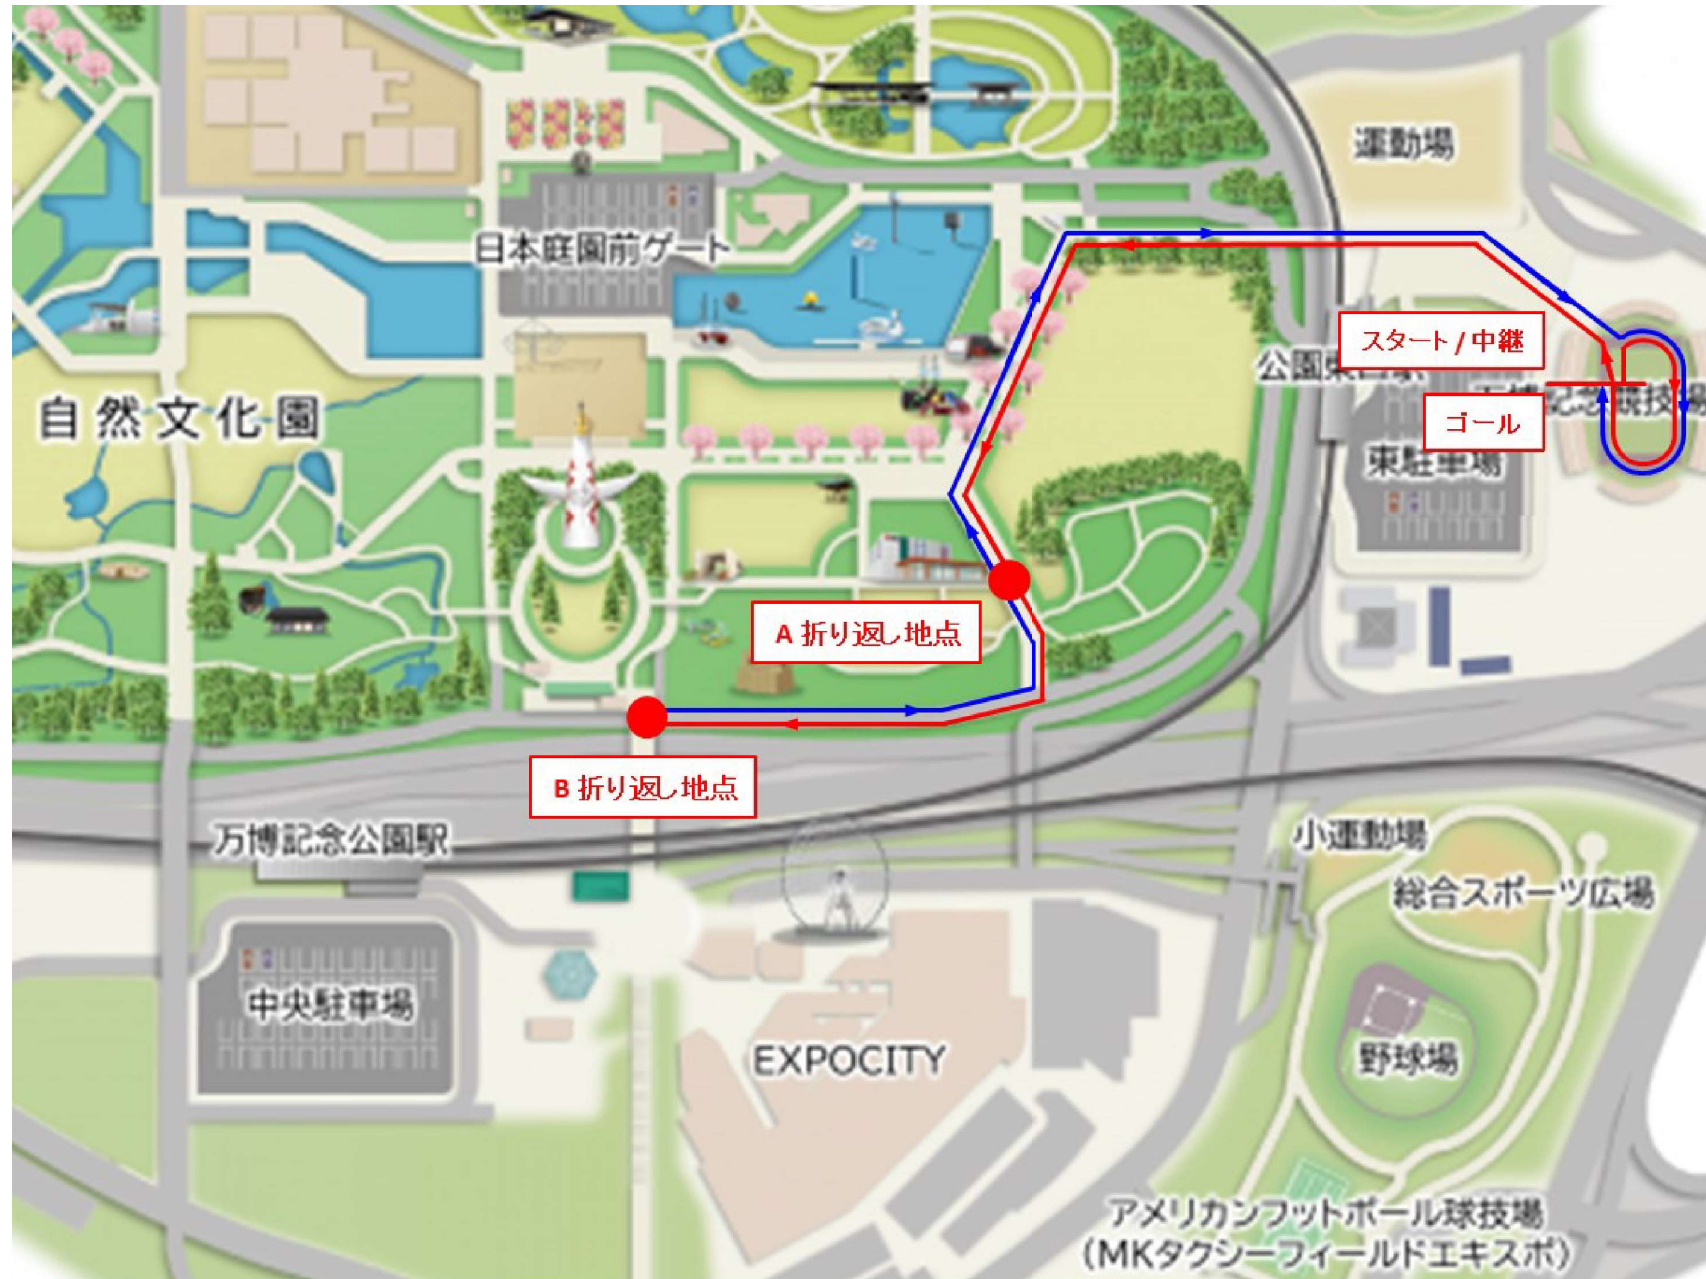 運動場
日本庭園前ゲート
スタート / 中継
公園東口駅
自然文化園
ゴール
東駐車場
A 折り返し地点
B 折り返し地点
万博記念公園駅
小運動場
総合スポーツ広場
中央駐車場
EXPOCITY
野球場
アメリカンフットボール球技場
(MKタクシーフィールドエキスポ)